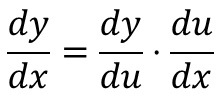 dy/dx = dy/du · du/dx